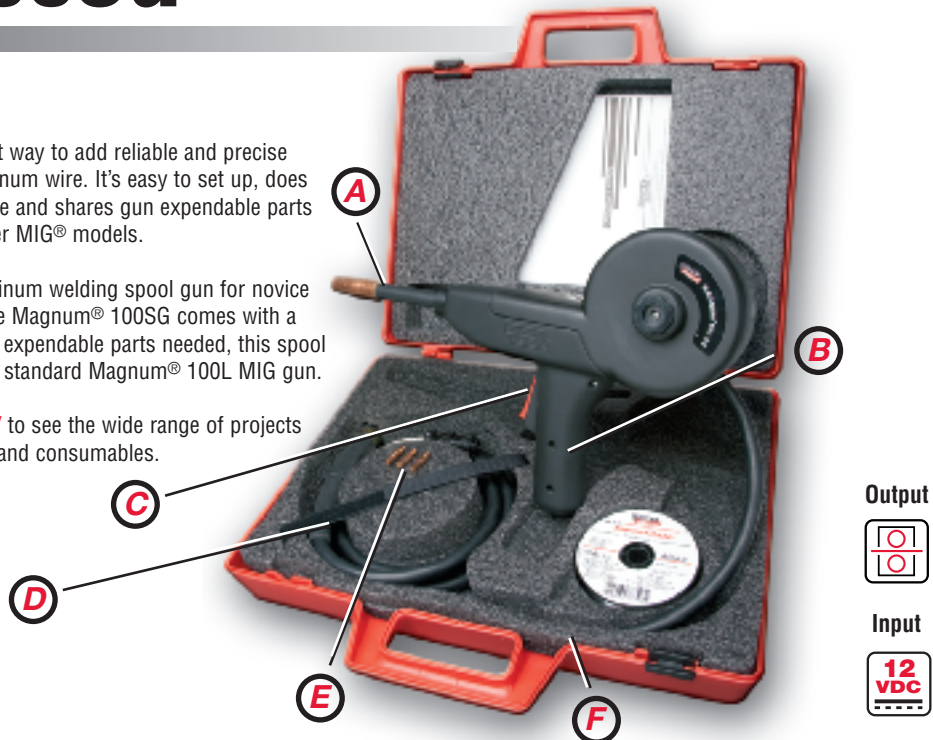 t way to add reliable and precise
num wire. It's easy to set up, does
e and shares gun expendable parts
er MIG® models.
inum welding spool gun for novice
e Magnum® 100SG comes with a
expendable parts needed, this spool
standard Magnum® 100L MIG gun.
to see the wide range of projects
and consumables.
A
B
C
D
E
F
Output
Input
12
VDC